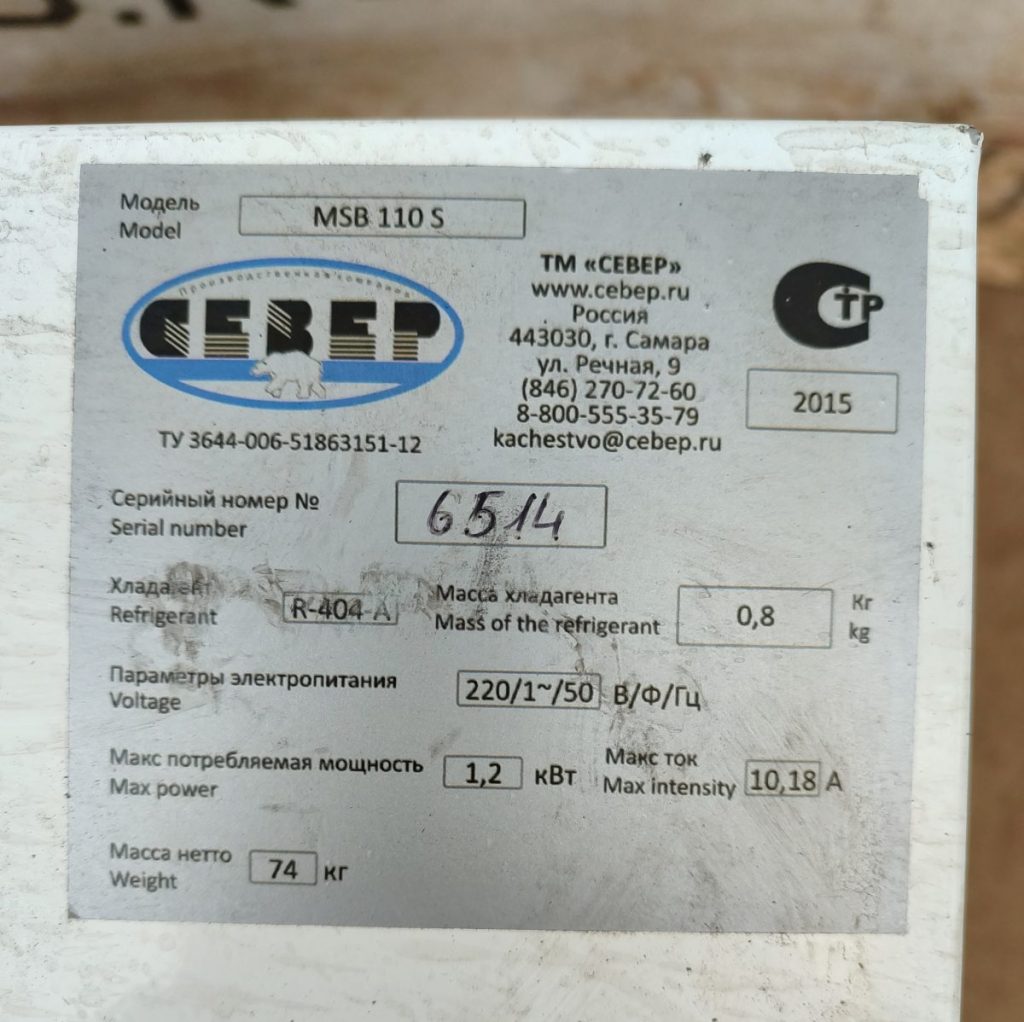 Модель
Model
MSB 110 S
Производственная компания
СЕВЕР
ТУ 3644-006-51863151-12
ТМ «СЕВЕР»
www.cebep.ru
Россия
443030, г. Самара
ул. Речная, 9
(846) 270-72-60
8-800-555-35-79
kachestvo@cebep.ru
СТР
2015
Серийный номер №
Serial number
6514
Хладагент
Refrigerant
R-404-A
Масса хладагента
Mass of the refrigerant
0,8
Кг
kg
Параметры электропитания
Voltage
220/1~/50 В/Ф/Гц
Макс потребляемая мощность
Max power
1,2 кВт
Макс ток
Max intensity
10,18 А
Масса нетто
Weight
74 кг